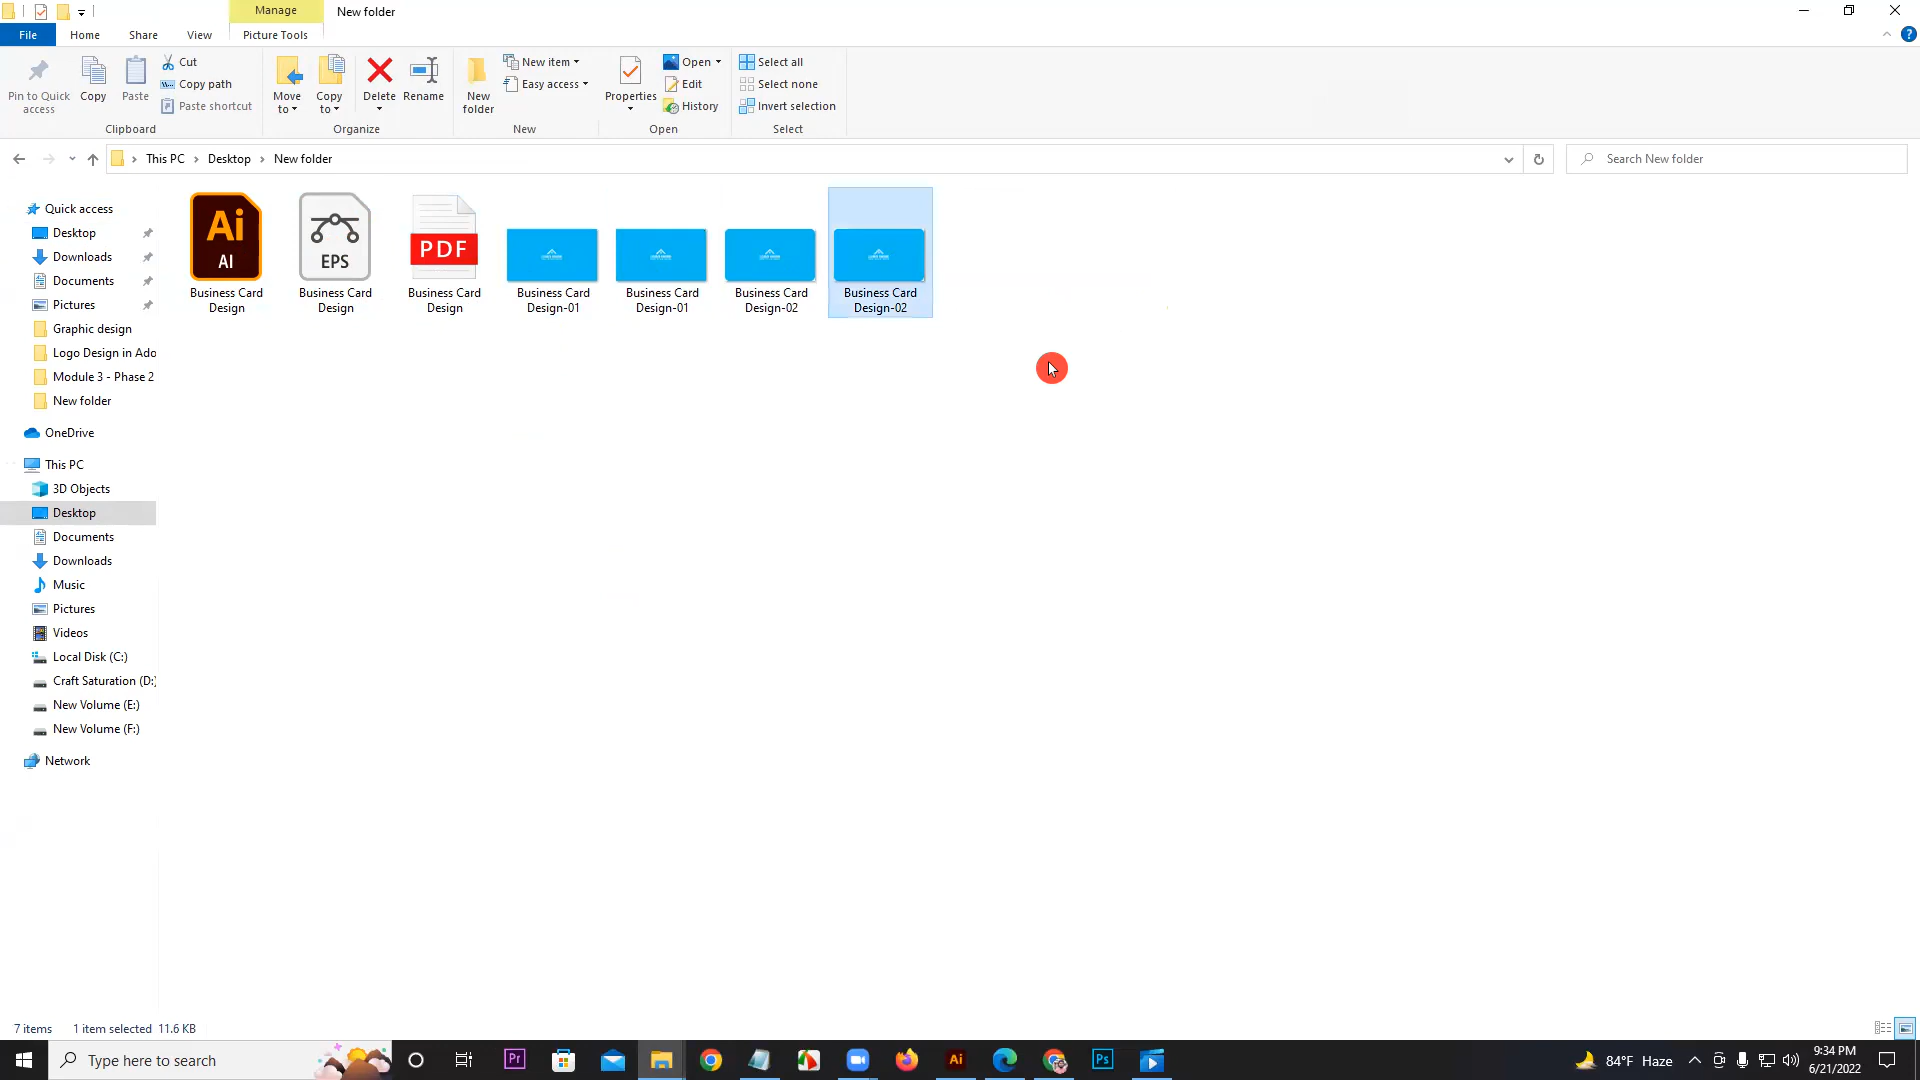 Manage
New folder
File
Home
Share
View
Picture Tools
Pin to Quick
access
Copy
Paste
Cut
Copy path
Paste shortcut
Clipboard
Move
to
Copy
to
Delete
Rename
Organize
New
folder
New item
Easy access
New
Properties
Open
Edit
History
Open
Select all
Select none
Invert selection
Select
This PC
Desktop
New folder
Search New folder
Quick access
Desktop
Downloads
Documents
Pictures
Graphic design
Logo Design in Ado
Module 3 - Phase 2
New folder
OneDrive
This PC
3D Objects
Desktop
Documents
Downloads
Music
Pictures
Videos
Local Disk (C:)
Craft Saturation (D:)
New Volume (E:)
New Volume (F:)
Network
Ai
AI
Business Card
Design
EPS
Business Card
Design
PDF
Business Card
Design
Business Card
Design-01
Business Card
Design-01
Business Card
Design-02
Business Card
Design-02
7 items
1 item selected
11.6 KB
Type here to search
Pr
Ai
Ps
84°F
Haze
9:34 PM
6/21/2022